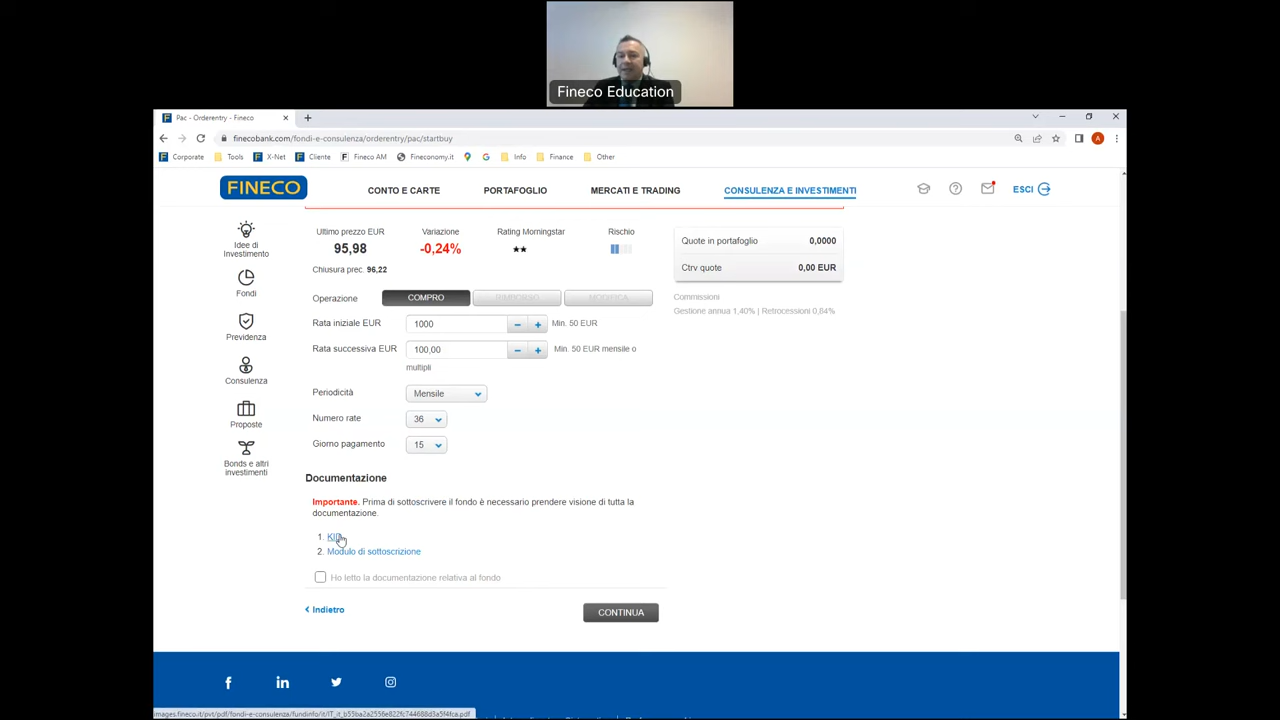 Fineco Education
Pac - Orderentry - Fineco
finecobank.com/fondi-e-consulenza/orderentry/pac/startbuy
Corporate Tools X-Net Cliente Fineco AM Fineconomy.it Info Finance Other
FINECO CONTO E CARTE PORTAFOGLIO MERCATI E TRADING CONSULENZA E INVESTIMENTI ESCI
Idee di
Investimento
Fondi
Previdenza
Consulenza
Proposte
Bonds e altri
investimenti
Ultimo prezzo EUR Variazione Rating Morningstar Rischio
95,98 -0,24%
Chiusura prec. 96,22
Quote in portafoglio 0,0000
Ctrv quote 0,00 EUR
Commissioni
Gestione annua 1,40% | Retrocessioni 0,84%
Operazione COMPRO RIMBORSO MODIFICA
Rata iniziale EUR 1000 Min. 50 EUR
Rata successiva EUR 100,00 Min. 50 EUR mensile o
multipli
Periodicità Mensile
Numero rate 36
Giorno pagamento 15
Documentazione
Importante. Prima di sottoscrivere il fondo è necessario prendere visione di tutta la
documentazione.
1. KID
2. Modulo di sottoscrizione
Ho letto la documentazione relativa al fondo
Indietro CONTINUA